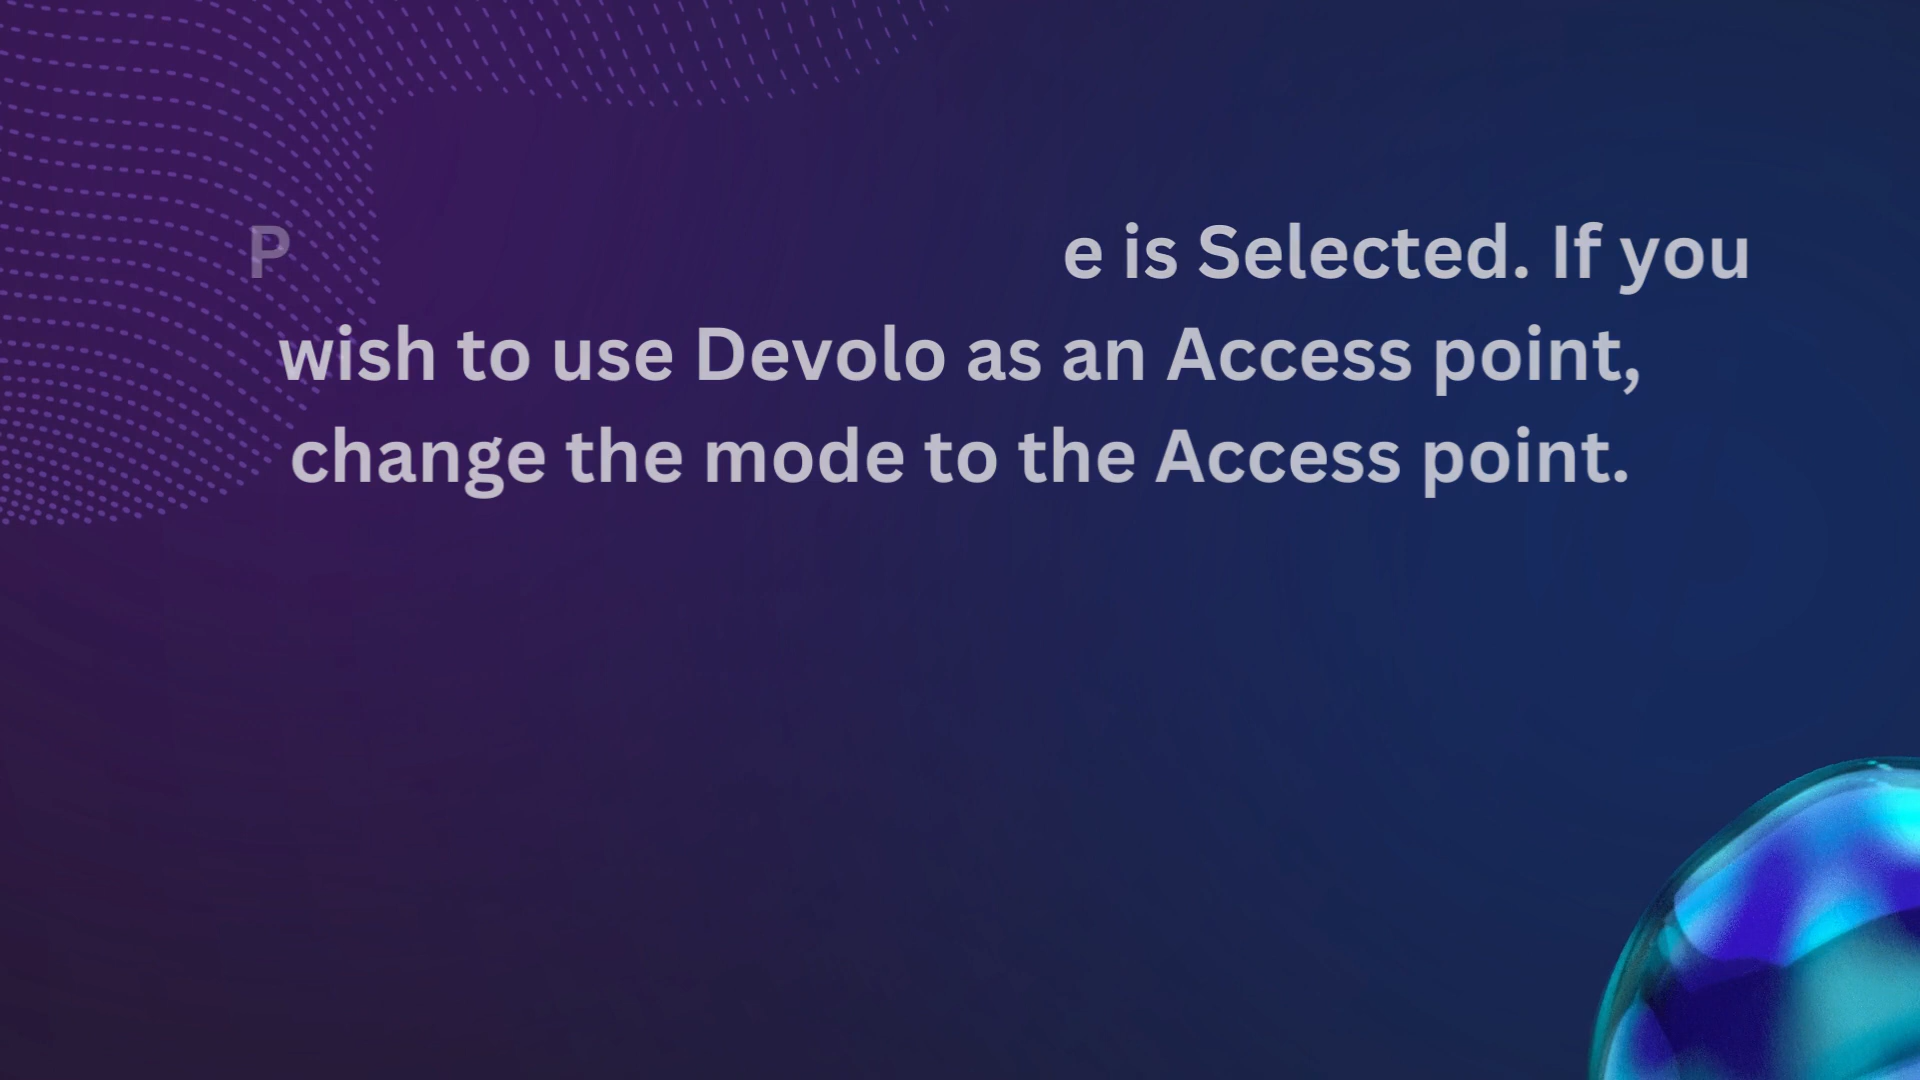 P e is Selected. If you
wish to use Devolo as an Access point,
change the mode to the Access point.